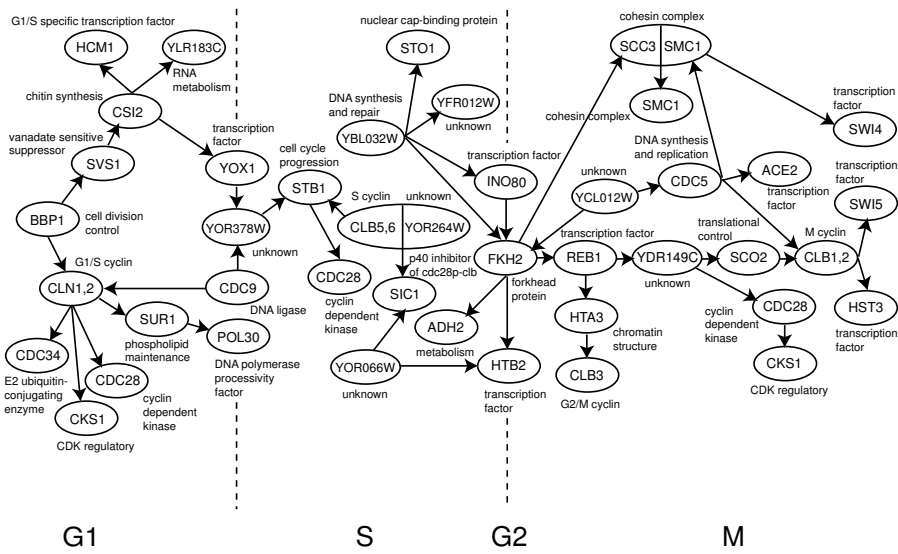 G1/S specific transcription factor
HCM1
YLR183C
RNA
metabolism
chitin synthesis
CSI2
vanadate sensitive
suppressor
SVS1
transcription
factor
YOX1
BBP1
cell division
control
YOR378W
unknown
G1/S cyclin
CLN1,2
CDC9
DNA ligase
SUR1
phospholipid
maintenance
POL30
DNA polymerase
processivity
factor
CDC34
E2 ubiquitin-
conjugating
enzyme
CDC28
cyclin
dependent
kinase
CKS1
CDK regulatory
nuclear cap-binding protein
STO1
DNA synthesis
and repair
YFR012W
unknown
YBL032W
cell cycle
progression
STB1
S cyclin
unknown
CLB5,6
YOR264W
CDC28
cyclin
dependent
kinase
p40 inhibitor
of cdc28p-clb
SIC1
ADH2
metabolism
YOR066W
unknown
transcription factor
INO80
FKH2
forkhead
protein
HTB2
transcription
factor
cohesin complex
SCC3
SMC1
SMC1
cohesin complex
transcription
factor
SWI4
DNA synthesis
and replication
unknown
YCL012W
CDC5
ACE2
transcription
factor
transcription
factor
SWI5
transcription factor
REB1
YDR149C
unknown
translational
control
SCO2
M cyclin
CLB1,2
HTA3
chromatin
structure
CLB3
G2/M cyclin
cyclin
dependent
kinase
CDC28
CKS1
CDK regulatory
HST3
transcription
factor
G1
S
G2
M